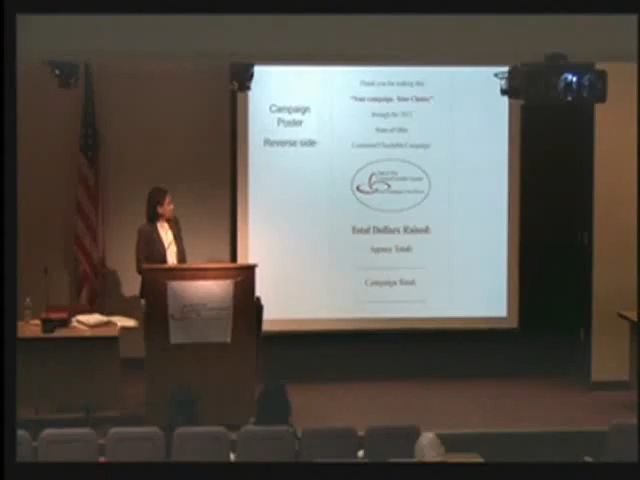 Campaign
Poster
Reverse side
Thank you for making this
"Your campaign, Your Choice"
through the 2012
State of Ohio
Combined Charitable Campaign
Total Dollars Raised:
Agency Total:
Campaign Total: